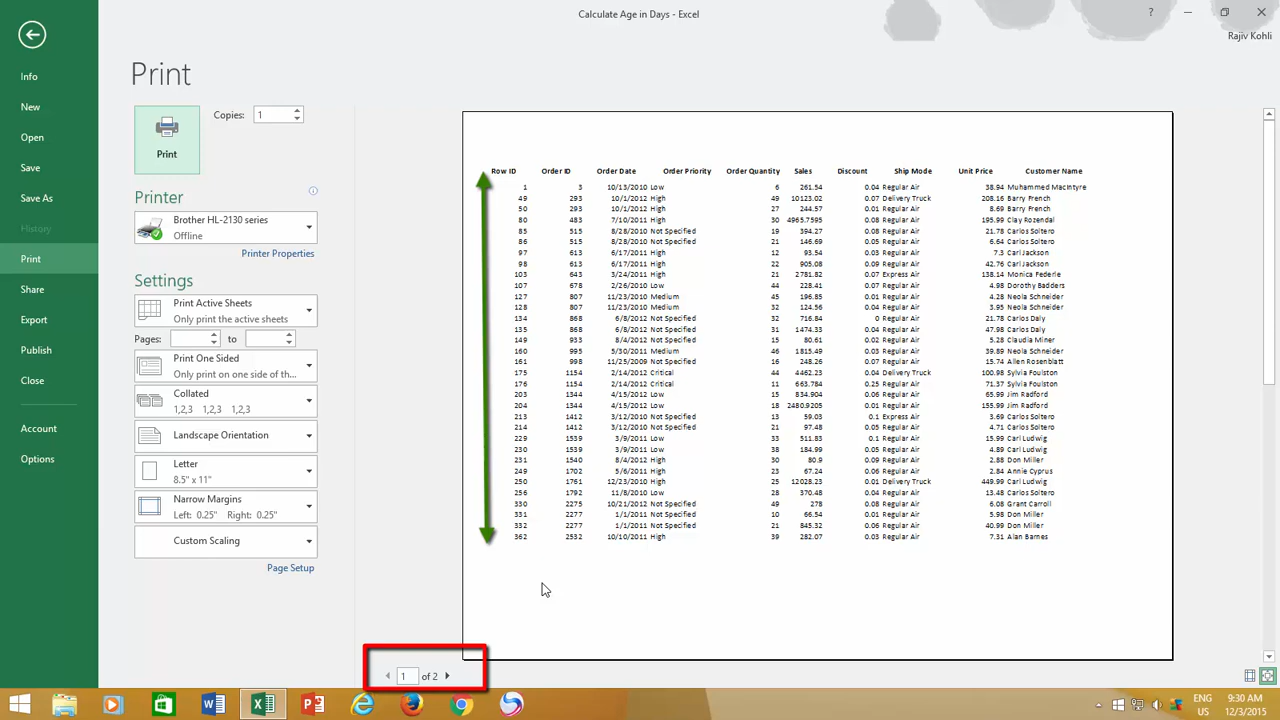 Calculate Age in Days - Excel
?
Rajiv Kohli
Info
New
Open
Save
Save As
History
Print
Share
Export
Publish
Close
Account
Options
Print
Print
Copies: 1
Printer
Brother HL-2130 series
Offline
Printer Properties
Settings
Print Active Sheets
Only print the active sheets
Pages: to
Print One Sided
Only print on one side of th...
Collated
1,2,3 1,2,3 1,2,3
Landscape Orientation
Letter
8.5" x 11"
Narrow Margins
Left: 0.25" Right: 0.25"
Custom Scaling
Page Setup
Row ID Order ID Order Date Order Priority Order Quantity Sales Discount Ship Mode Unit Price Customer Name
1 3 10/13/2010 Low 6 261.54 0.04 Regular Air 38.94 Muhammed MacIntyre
49 293 10/1/2012 High 49 10123.02 0.07 Delivery Truck 208.16 Barry French
50 293 10/1/2012 High 27 244.57 0.01 Regular Air 8.69 Barry French
80 483 7/10/2011 High 30 4965.7595 0.08 Regular Air 195.99 Clay Rozendal
85 515 8/28/2010 Not Specified 19 394.27 0.08 Regular Air 21.78 Carlos Soltero
86 515 8/28/2010 Not Specified 21 146.69 0.05 Regular Air 6.64 Carlos Soltero
97 613 6/17/2011 High 12 93.54 0.03 Regular Air 7.3 Carl Jackson
98 613 6/17/2011 High 22 905.08 0.09 Regular Air 42.76 Carl Jackson
103 643 3/24/2011 High 21 2781.82 0.07 Express Air 138.14 Monica Federle
107 678 2/26/2010 Low 44 228.41 0.07 Regular Air 4.98 Dorothy Badders
127 807 11/23/2010 Medium 45 196.85 0.01 Regular Air 4.28 Neola Schneider
128 807 11/23/2010 Medium 32 124.56 0.04 Regular Air 3.95 Neola Schneider
134 868 6/8/2012 Not Specified 32 716.84 0 Regular Air 21.78 Carlos Daly
135 868 6/8/2012 Not Specified 31 1474.33 0.04 Regular Air 47.98 Carlos Daly
149 933 8/4/2012 Not Specified 15 80.61 0.02 Regular Air 5.28 Claudia Miner
160 995 5/30/2011 Medium 46 1815.49 0.03 Regular Air 39.89 Neola Schneider
161 998 11/25/2009 Not Specified 16 248.26 0.07 Regular Air 15.74 Allen Rosenblatt
175 1154 2/14/2012 Critical 44 4462.23 0.04 Delivery Truck 100.98 Sylvia Foulston
176 1154 2/14/2012 Critical 11 663.784 0.25 Regular Air 71.37 Sylvia Foulston
203 1344 4/15/2012 Low 15 834.904 0.06 Regular Air 65.99 Jim Radford
204 1344 4/15/2012 Low 18 2480.9205 0.01 Regular Air 155.99 Jim Radford
213 1412 3/12/2010 Not Specified 13 59.03 0.1 Express Air 3.69 Carlos Soltero
214 1412 3/12/2010 Not Specified 21 97.48 0.05 Regular Air 4.71 Carlos Soltero
229 1539 3/9/2011 Low 33 511.83 0.1 Regular Air 15.99 Carl Ludwig
230 1539 3/9/2011 Low 38 184.99 0.05 Regular Air 4.89 Carl Ludwig
231 1540 8/4/2012 High 30 80.9 0.09 Regular Air 2.88 Don Miller
249 1702 5/6/2011 High 23 67.24 0.06 Regular Air 2.84 Annie Cyprus
250 1761 12/23/2010 High 25 12028.23 0.01 Delivery Truck 449.99 Carl Ludwig
256 1792 11/8/2010 Low 28 370.48 0.04 Regular Air 13.48 Carlos Soltero
330 2275 10/21/2012 Not Specified 49 278 0.08 Regular Air 6.08 Grant Carroll
331 2277 1/1/2011 Not Specified 10 66.54 0.01 Regular Air 5.98 Don Miller
332 2277 1/1/2011 Not Specified 21 845.32 0.06 Regular Air 40.99 Don Miller
362 2532 10/10/2011 High 39 282.07 0.03 Regular Air 7.31 Alan Barnes
1 of 2
ENG 9:30 AM
US 12/3/2015